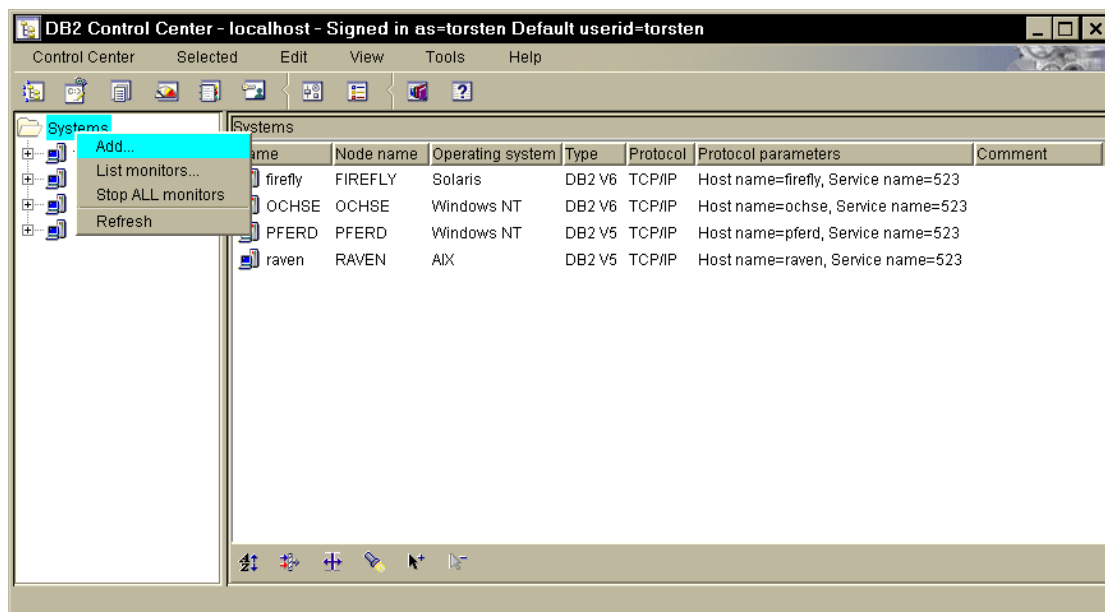 DB2 Control Center - localhost - Signed in as=torsten Default userid=torsten
Control Center Selected Edit View Tools Help
Systems
Systems
Add...
List monitors...
Stop ALL monitors
Refresh
Node name Operating system Type Protocol Protocol parameters Comment
firefly FIREFLY Solaris DB2 V6 TCP/IP Host name=firefly, Service name=523
OCHSE OCHSE Windows NT DB2 V6 TCP/IP Host name=ochse, Service name=523
PFERD PFERD Windows NT DB2 V5 TCP/IP Host name=pferd, Service name=523
raven RAVEN AIX DB2 V5 TCP/IP Host name=raven, Service name=523